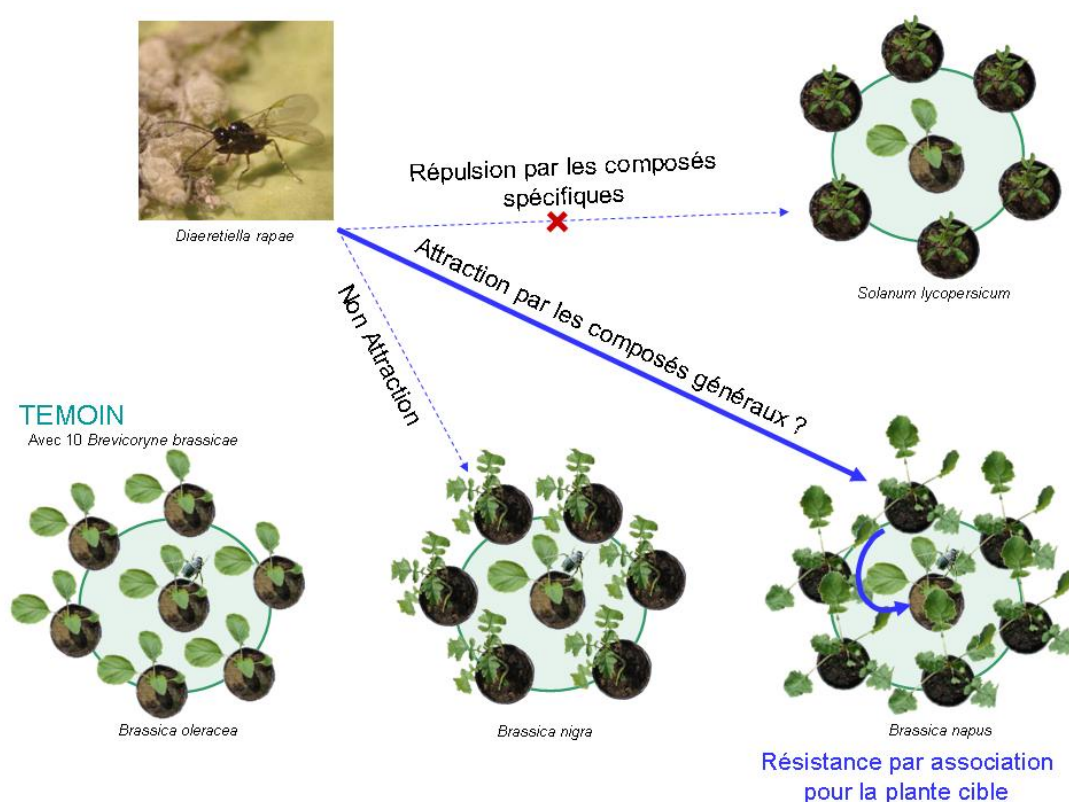 Diaeretiella rapae
Répulsion par les composés
spécifiques
Solanum lycopersicum
Attraction par les composés généraux ?
Non Attraction
TEMOIN
Avec 10 Brevicoryne brassicae
Brassica oleracea
Brassica nigra
Brassica napus
Résistance par association
pour la plante cible